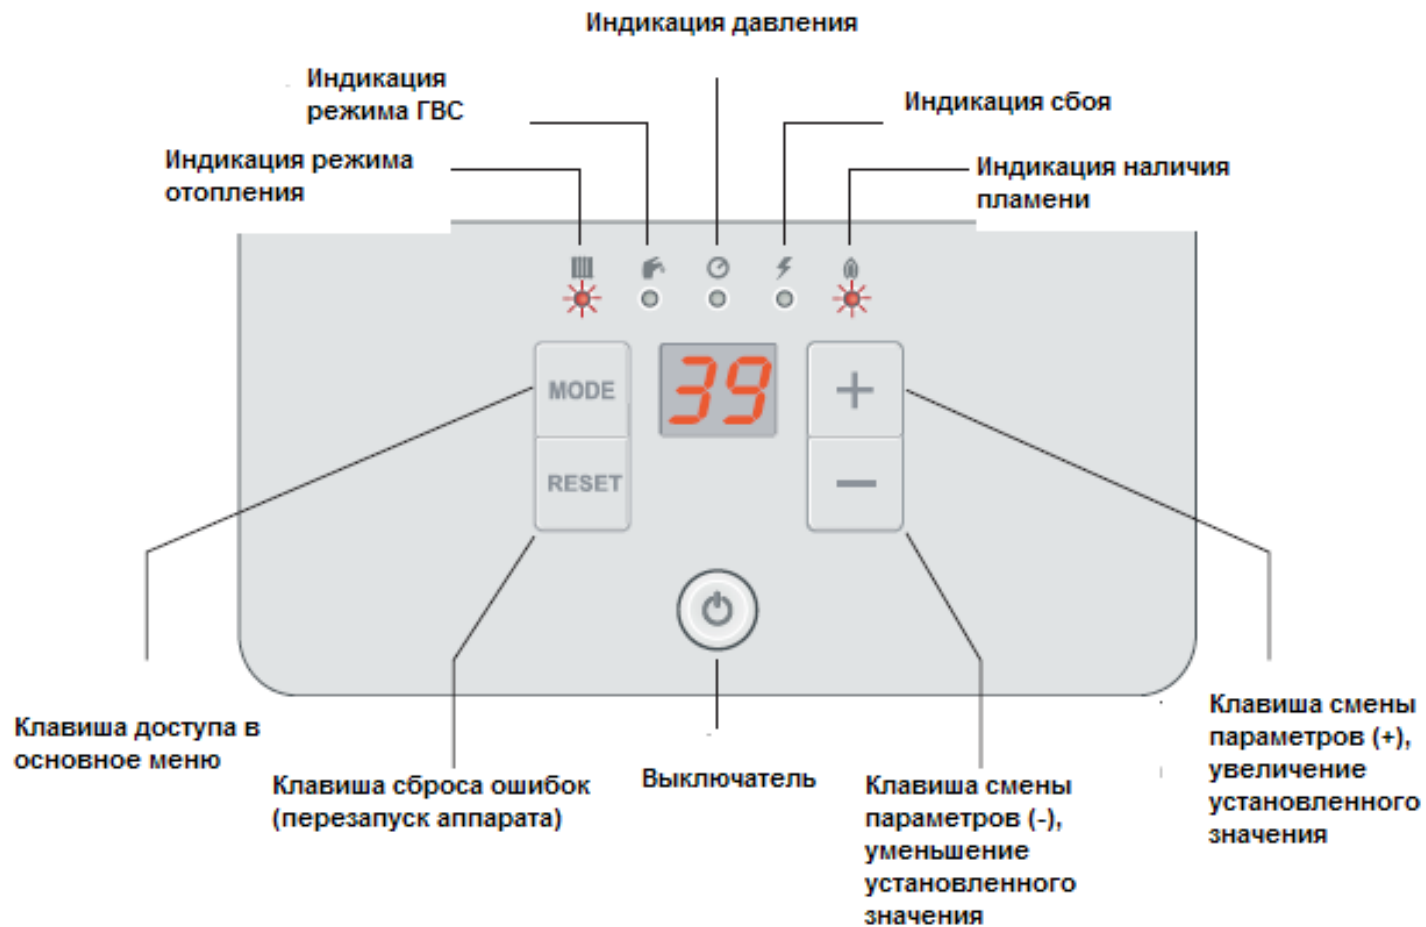 Индикация давления
Индикация
режима ГВС
Индикация сбоя
Индикация режима
отопления
Индикация наличия
пламени
MODE
39
+
RESET
−
Клавиша доступа в
основное меню
Клавиша сброса ошибок
(перезапуск аппарата)
Выключатель
Клавиша смены
параметров (-),
уменьшение
установленного
значения
Клавиша смены
параметров (+),
увеличение
установленного
значения